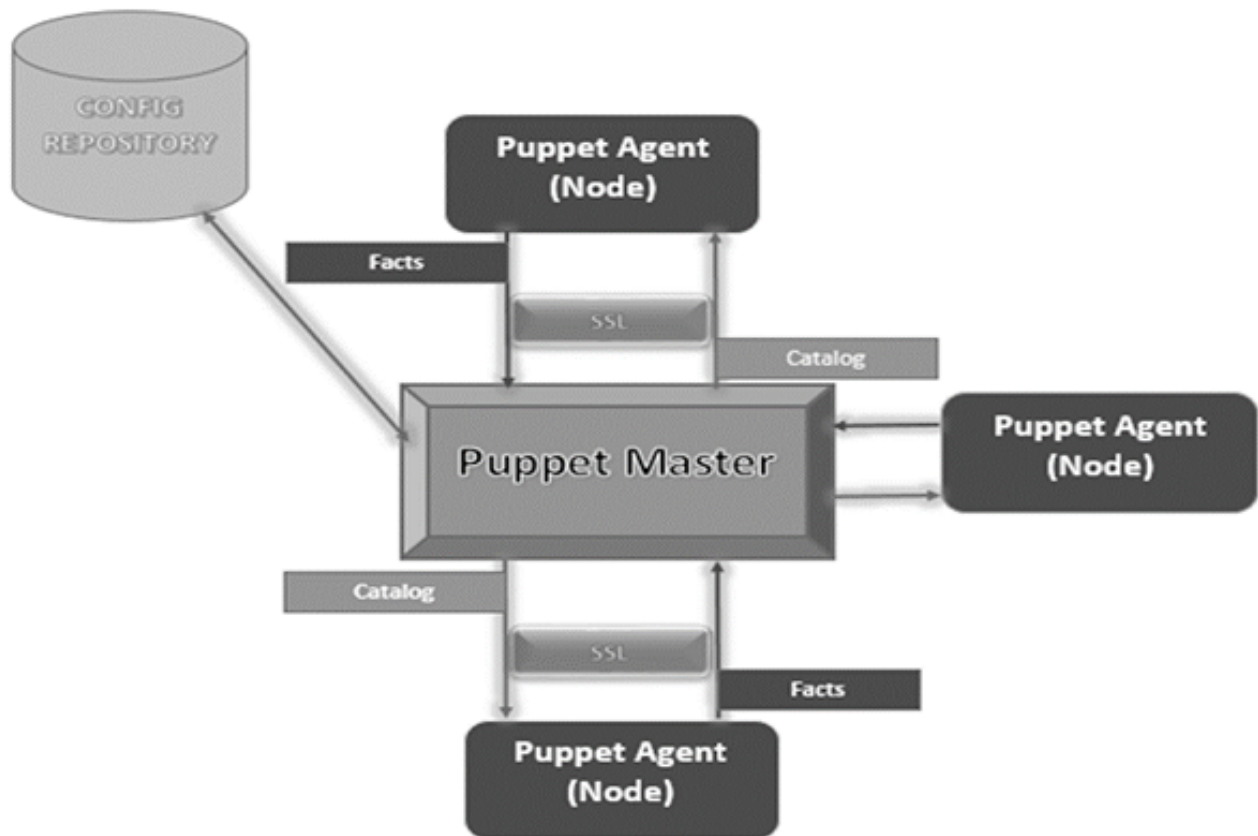 CONFIG
REPOSITORY
Puppet Agent
(Node)
Facts
SSL
Catalog
Puppet Master
Puppet Agent
(Node)
Catalog
SSL
Facts
Puppet Agent
(Node)